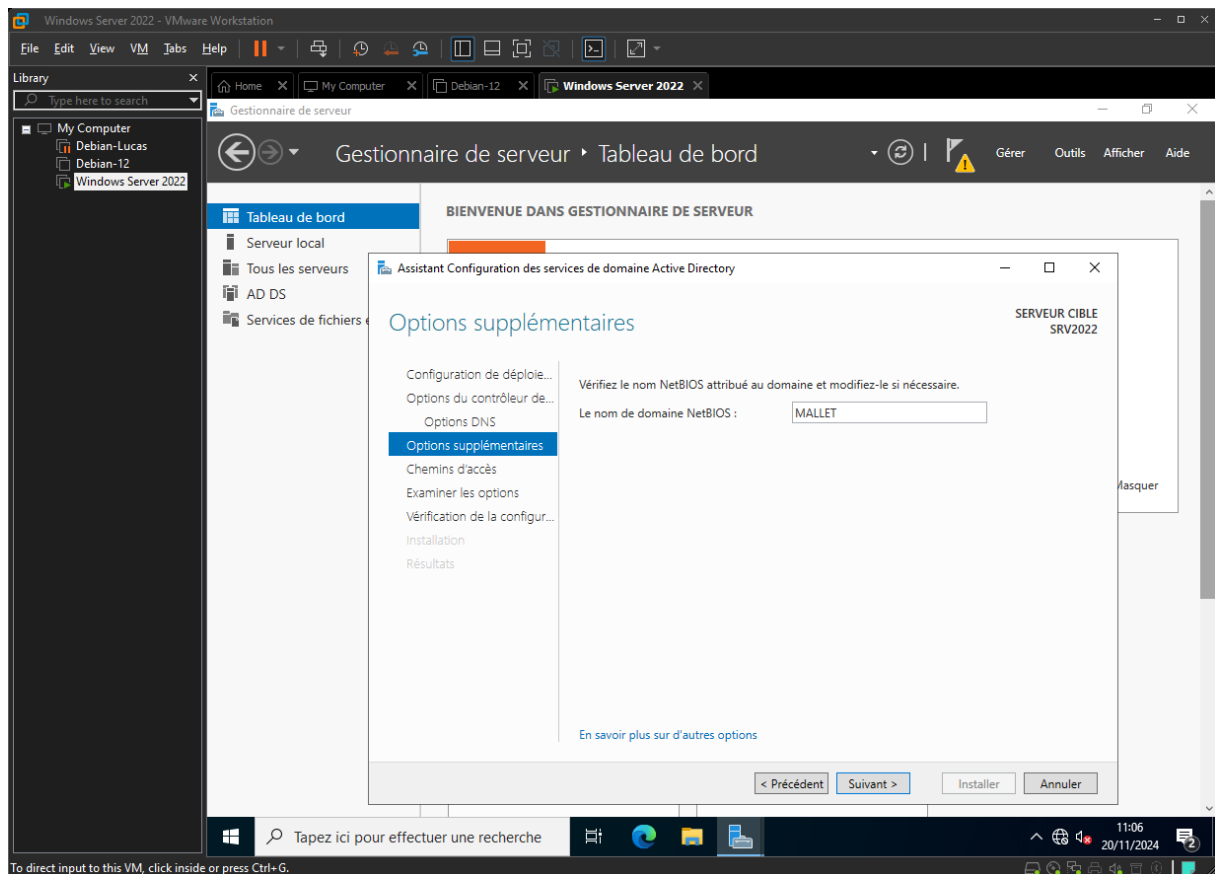 Windows Server 2022 - VMware Workstation
File Edit View VM Tabs Help
Library
Type here to search
My Computer
Debian-Lucas
Debian-12
Windows Server 2022
Home
My Computer
Debian-12
Windows Server 2022
Gestionnaire de serveur
Gestionnaire de serveur ‣ Tableau de bord
Gérer Outils Afficher Aide
Tableau de bord
Serveur local
Tous les serveurs
AD DS
Services de fichiers
BIENVENUE DANS GESTIONNAIRE DE SERVEUR
Assistant Configuration des services de domaine Active Directory
Options supplémentaires
SERVEUR CIBLE
SRV2022
Configuration de déploie...
Options du contrôleur de...
Options DNS
Options supplémentaires
Chemins d'accès
Examiner les options
Vérification de la configur...
Installation
Résultats
Vérifiez le nom NetBIOS attribué au domaine et modifiez-le si nécessaire.
Le nom de domaine NetBIOS : MALLET
En savoir plus sur d'autres options
< Précédent Suivant > Installer Annuler
Tapez ici pour effectuer une recherche
11:06
20/11/2024
2
To direct input to this VM, click inside or press Ctrl+G.